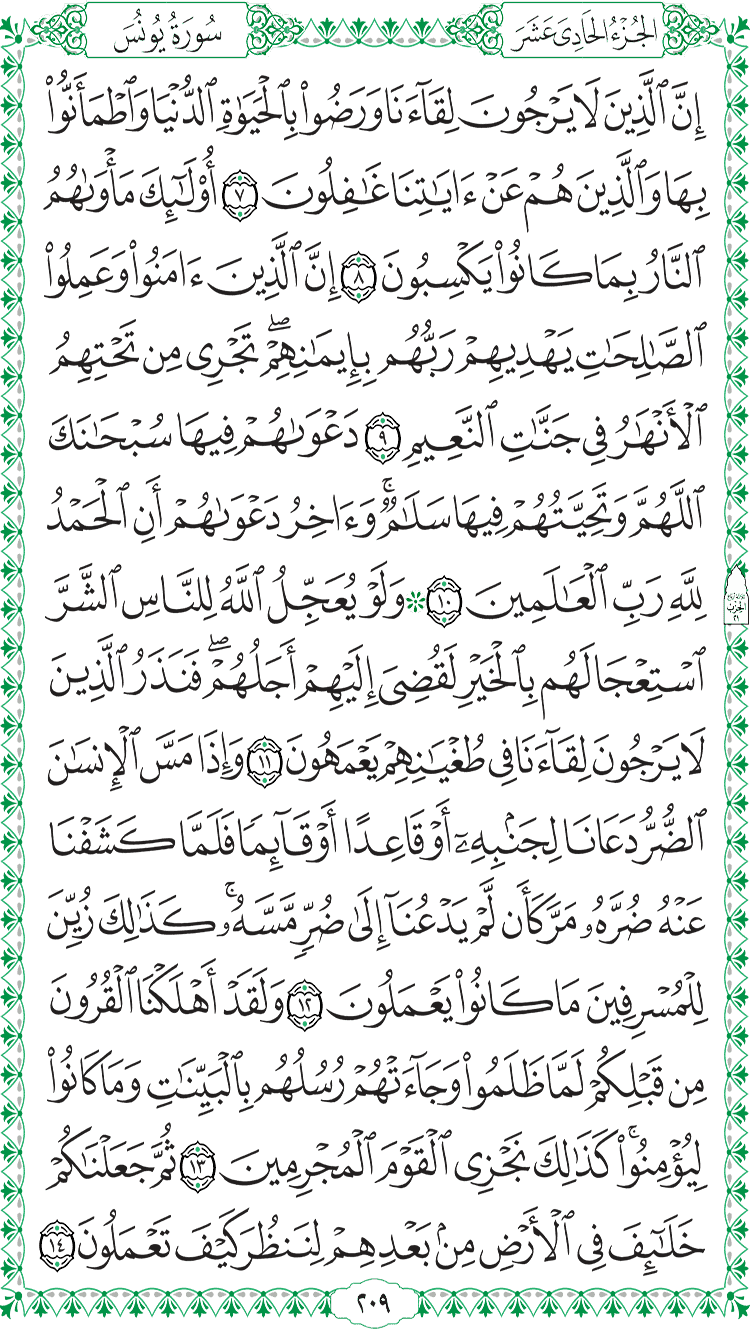 الجُزْءُ الحَادِى عَشَرَ
سُورَةُ يُونُسَ
إِنَّ ٱلَّذِينَ لَا يَرْجُونَ لِقَآءَنَا وَرَضُوا۟ بِٱلْحَيَوٰةِ ٱلدُّنْيَا وَٱطْمَأَنُّوا۟
بِهَا وَٱلَّذِينَ هُمْ عَنْ ءَايَٰتِنَا غَٰفِلُونَ ٧ أُو۟لَٰٓئِكَ مَأْوَىٰهُمُ
ٱلنَّارُ بِمَا كَانُوا۟ يَكْسِبُونَ ٨ إِنَّ ٱلَّذِينَ ءَامَنُوا۟ وَعَمِلُوا۟
ٱلصَّٰلِحَٰتِ يَهْدِيهِمْ رَبُّهُم بِإِيمَٰنِهِمْۖ تَجْرِى مِن تَحْتِهِمُ
ٱلْأَنْهَٰرُ فِى جَنَّٰتِ ٱلنَّعِيمِ ٩ دَعْوَىٰهُمْ فِيهَا سُبْحَٰنَكَ
ٱللَّهُمَّ وَتَحِيَّتُهُمْ فِيهَا سَلَٰمٌۚ وَءَاخِرُ دَعْوَىٰهُمْ أَنِ ٱلْحَمْدُ
لِلَّهِ رَبِّ ٱلْعَٰلَمِينَ ١٠ ۞ وَلَوْ يُعَجِّلُ ٱللَّهُ لِلنَّاسِ ٱلشَّرَّ
ٱسْتِعْجَالَهُم بِٱلْخَيْرِ لَقُضِىَ إِلَيْهِمْ أَجَلُهُمْۖ فَنَذَرُ ٱلَّذِينَ
لَا يَرْجُونَ لِقَآءَنَا فِى طُغْيَٰنِهِمْ يَعْمَهُونَ ١١ وَإِذَا مَسَّ ٱلْإِنسَٰنَ
ٱلضُّرُّ دَعَانَا لِجَنۢبِهِۦٓ أَوْ قَاعِدًا أَوْ قَآئِمًا فَلَمَّا كَشَفْنَا
عَنْهُ ضُرَّهُۥ مَرَّ كَأَن لَّمْ يَدْعُنَآ إِلَىٰ ضُرٍّ مَّسَّهُۥۚ كَذَٰلِكَ زُيِّنَ
لِلْمُسْرِفِينَ مَا كَانُوا۟ يَعْمَلُونَ ١٢ وَلَقَدْ أَهْلَكْنَا ٱلْقُرُونَ
مِن قَبْلِكُمْ لَمَّا ظَلَمُوا۟ وَجَآءَتْهُمْ رُسُلُهُم بِٱلْبَيِّنَٰتِ وَمَا كَانُوا۟
لِيُؤْمِنُوا۟ۚ كَذَٰلِكَ نَجْزِى ٱلْقَوْمَ ٱلْمُجْرِمِينَ ١٣ ثُمَّ جَعَلْنَٰكُمْ
خَلَٰٓئِفَ فِى ٱلْأَرْضِ مِنۢ بَعْدِهِمْ لِنَنظُرَ كَيْفَ تَعْمَلُونَ ١٤
٢٠٩